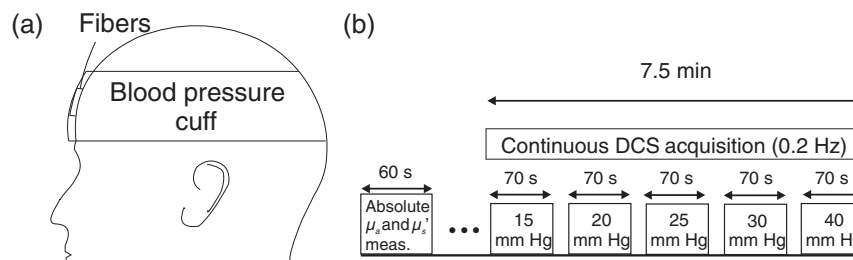 (a)
Fibers
Blood pressure
cuff
(b)
7.5 min
Continuous DCS acquisition (0.2 Hz)
60 s
70 s 70 s 70 s 70 s 70 s
Absolute
μa and μs'
meas.
•••
15
mm Hg
20
mm Hg
25
mm Hg
30
mm Hg
40
mm H